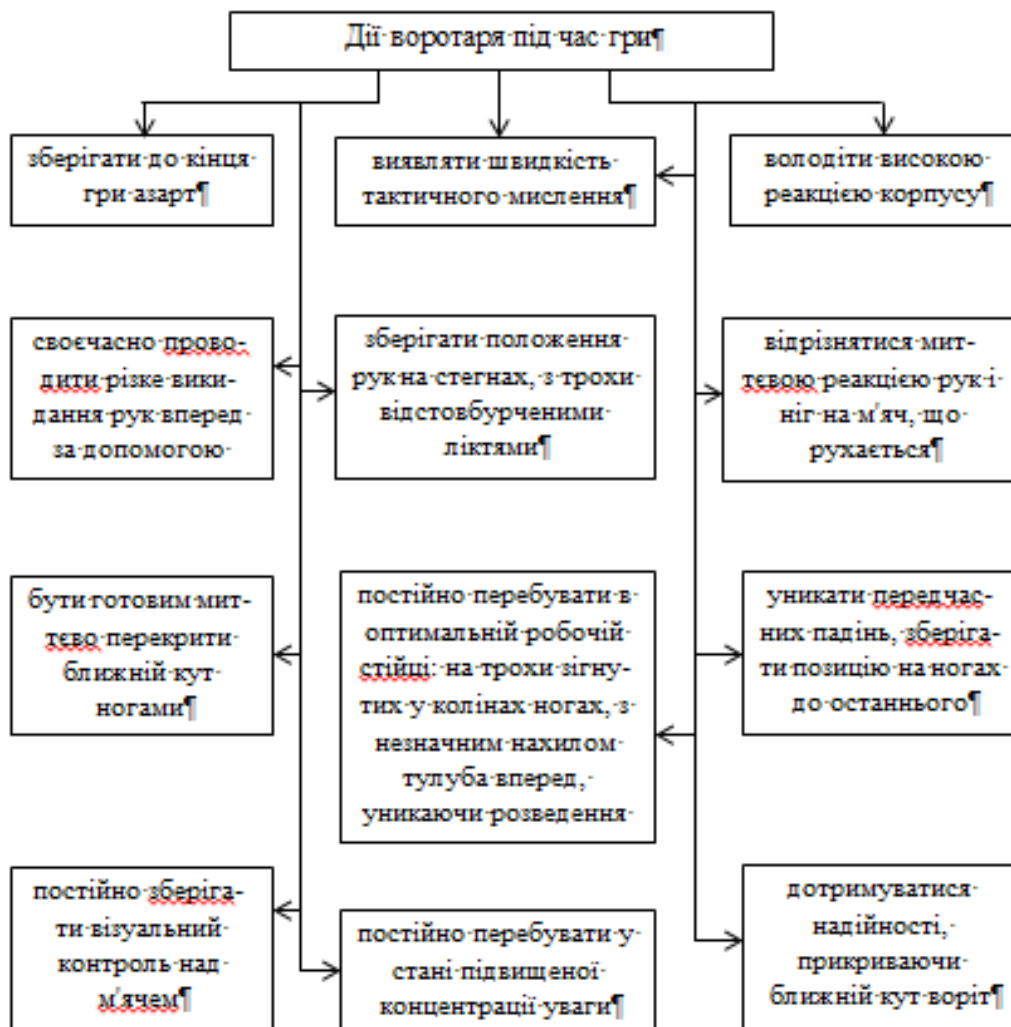 Дії воротаря під час гри¶
зберігати до кінця
гри азарт¶
виявляти швидкість
тактичного мислення¶
володіти високою
реакцією корпусу¶
своєчасно прово-
дити різке вики-
дання рук вперед
за допомогою
зберігати положення
рук на стегнах, з трохи
відстовбурченими
ліктями¶
відрізнятися мит-
тєвою реакцією рук і
ніг на м'яч, що
рухається¶
бути готовим мит-
тєво перекрити
ближній кут
ногами¶
постійно перебувати в
оптимальній робочій
стійці: на трохи зігну-
тих у колінах ногах, з
незначним нахилом
тулуба вперед,
уникаючи розведення
уникати передчас-
них падінь, зберіга-
ти позицію на ногах
до останнього¶
постійно зберіга-
ти візуальний
контроль над
м'ячем¶
постійно перебувати у
стані підвищеної
концентрації уваги¶
дотримуватися
надійності,
прикриваючи
ближній кут воріт¶